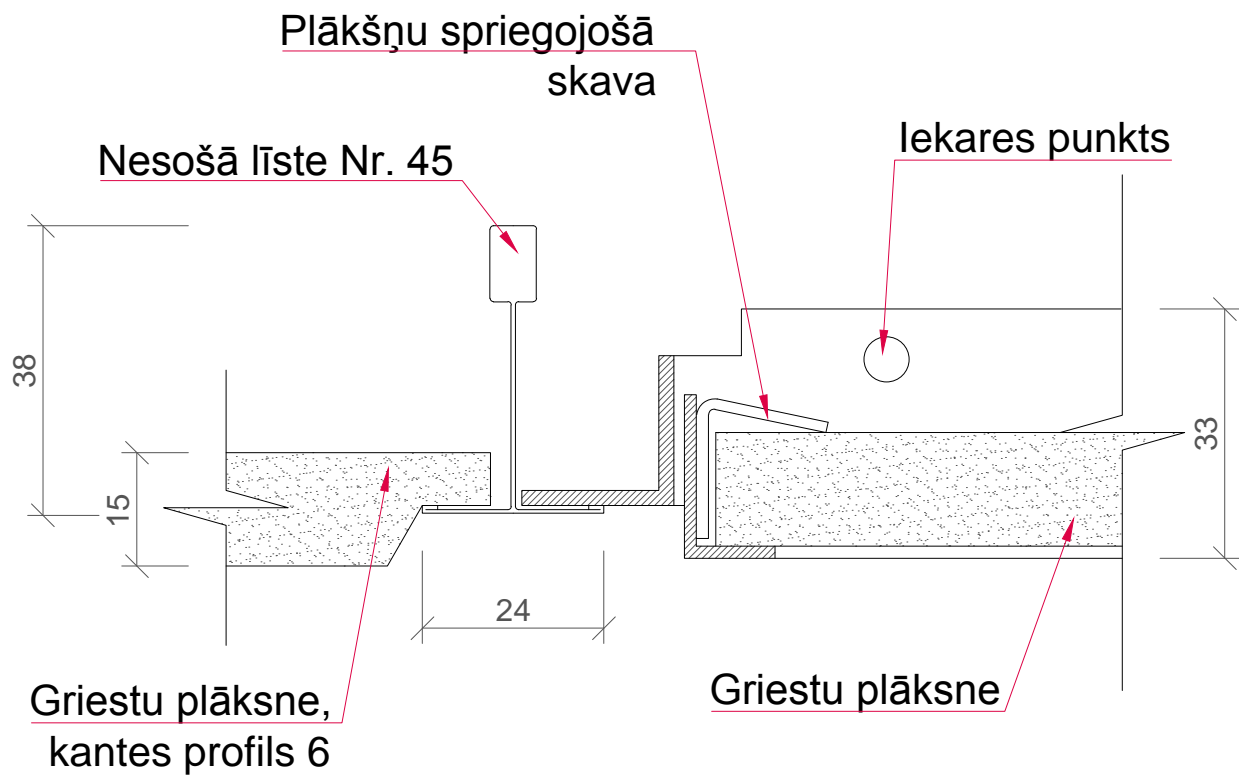 Plākšņu spriegojošā
skava
Iekares punkts
Nesošā līste Nr. 45
38
33
15
24
Griestu plāksne,
kantes profils 6
Griestu plāksne